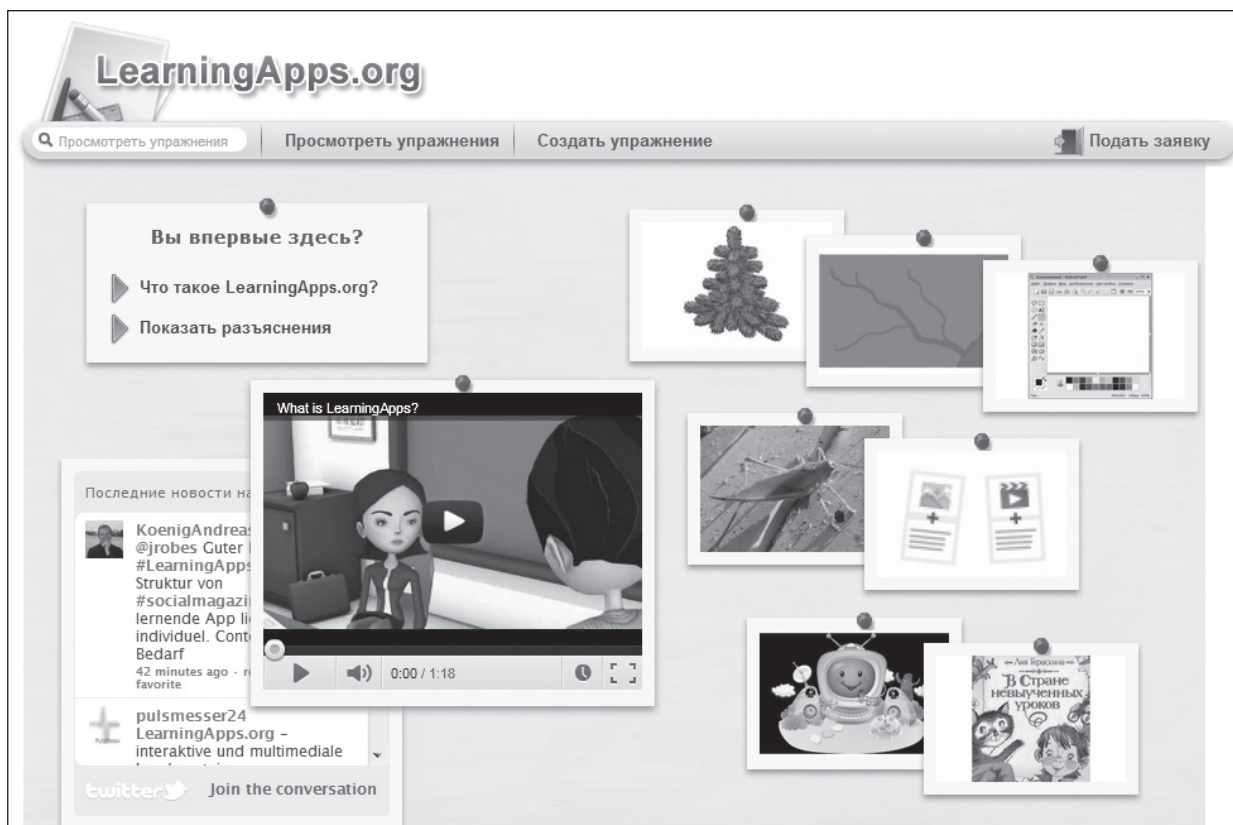 LearningApps.org
Просмотреть упражнения
Просмотреть упражнения
Создать упражнение
Подать заявку
Вы впервые здесь?
Что такое LearningApps.org?
Показать разъяснения
What is LearningApps?
0:00 / 1:18
Последние новости на
KoenigAndreas
@jrobes Guter
#LearningApps
Struktur von
#socialmagazi
lernende App
individuel. Cont
Bedarf
42 minutes ago ·
favorite
pulsmesser24
LearningApps.org –
interaktive und multimediale
twitter
Join the conversation
Лия Гераскина
В Стране
невыученных
уроков